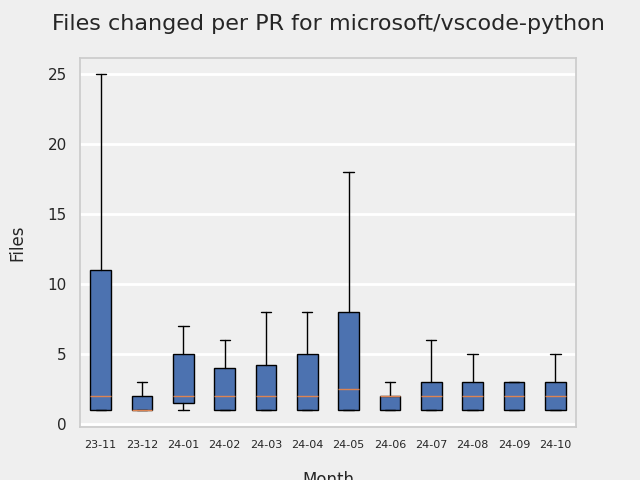 Files changed per PR for microsoft/vscode-python
25
20
15
10
5
0
Files
23-11 23-12 24-01 24-02 24-03 24-04 24-05 24-06 24-07 24-08 24-09 24-10
Month